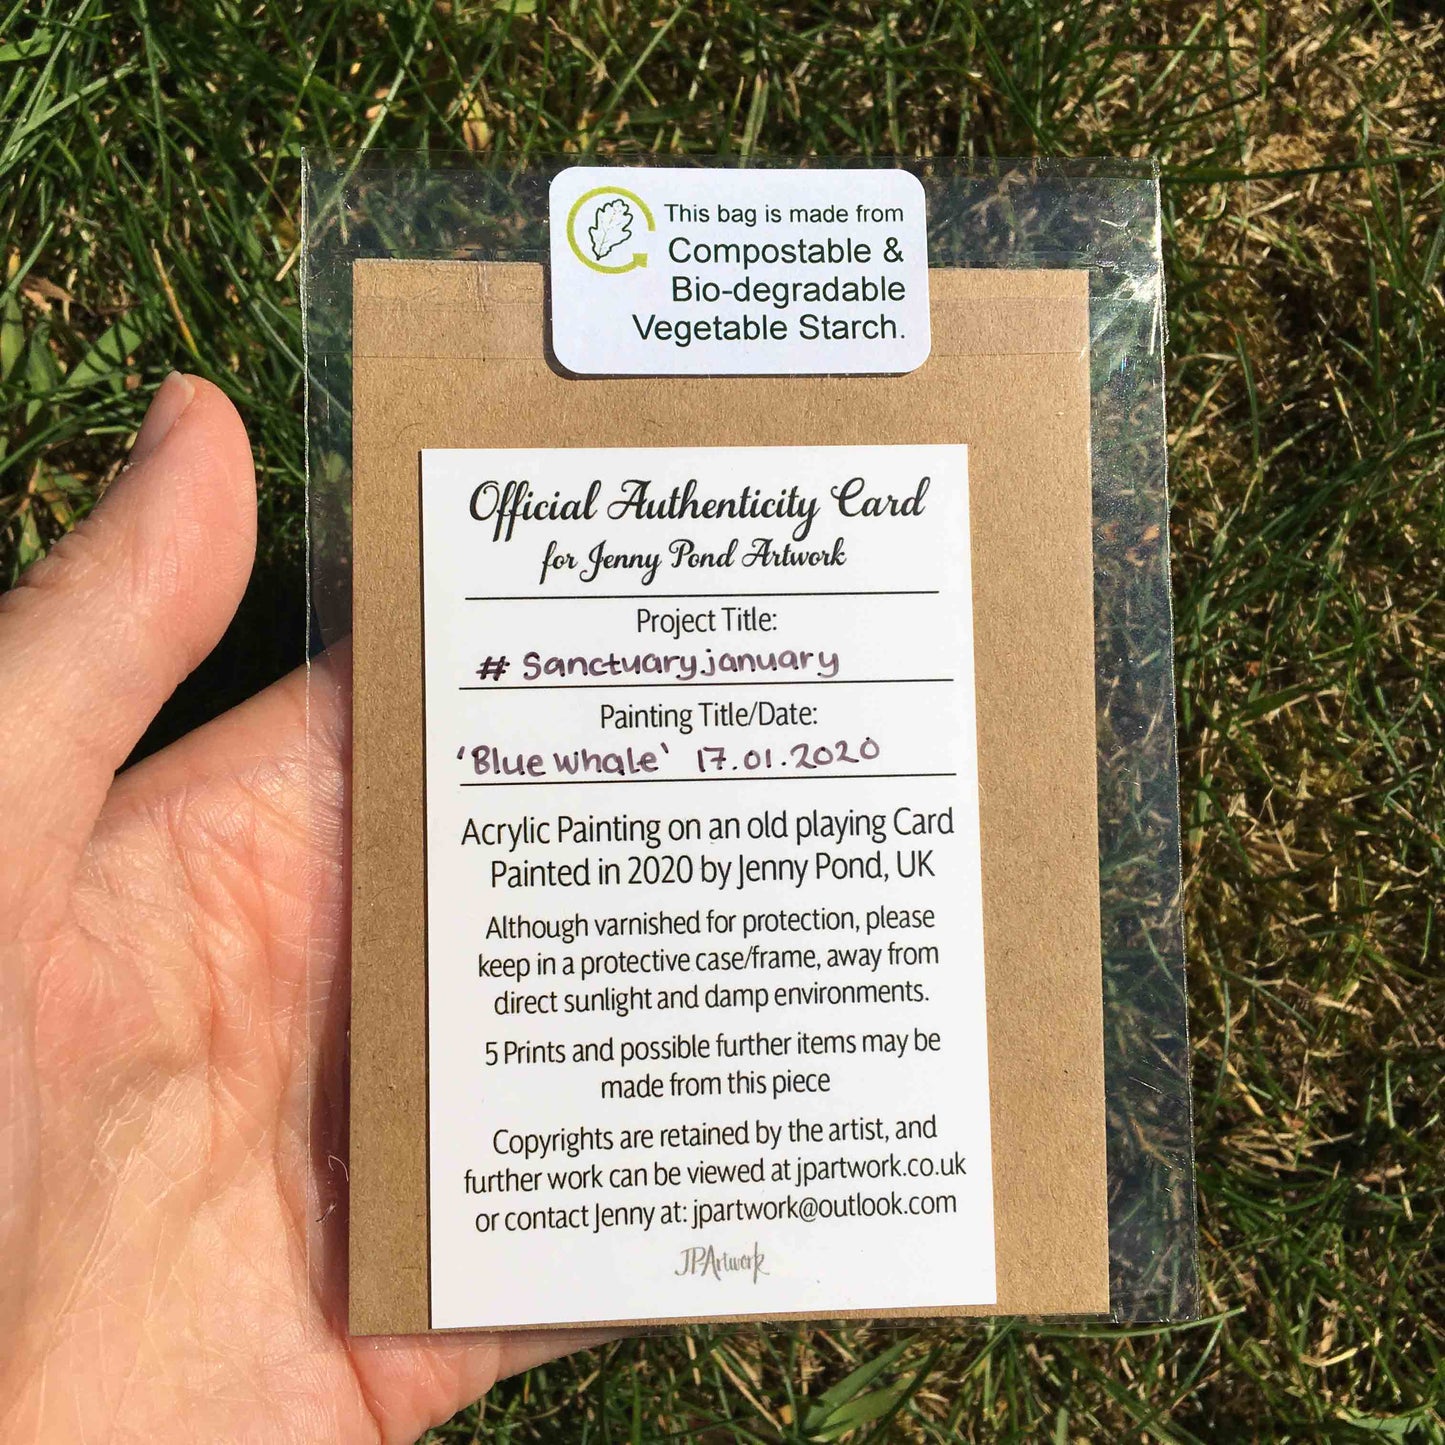 This bag is made from
Compostable &
Bio-degradable
Vegetable Starch.
Official Authenticity Card
for Jenny Pond Artwork
Project Title:
# Sanctuaryjanuary
Painting Title/Date:
'Blue whale' 17.01.2020
Acrylic Painting on an old playing Card
Painted in 2020 by Jenny Pond, UK
Although varnished for protection, please
keep in a protective case/frame, away from
direct sunlight and damp environments.
5 Prints and possible further items may be
made from this piece
Copyrights are retained by the artist, and
further work can be viewed at jpartwork.co.uk
or contact Jenny at: jpartwork@outlook.com
JPArtwork